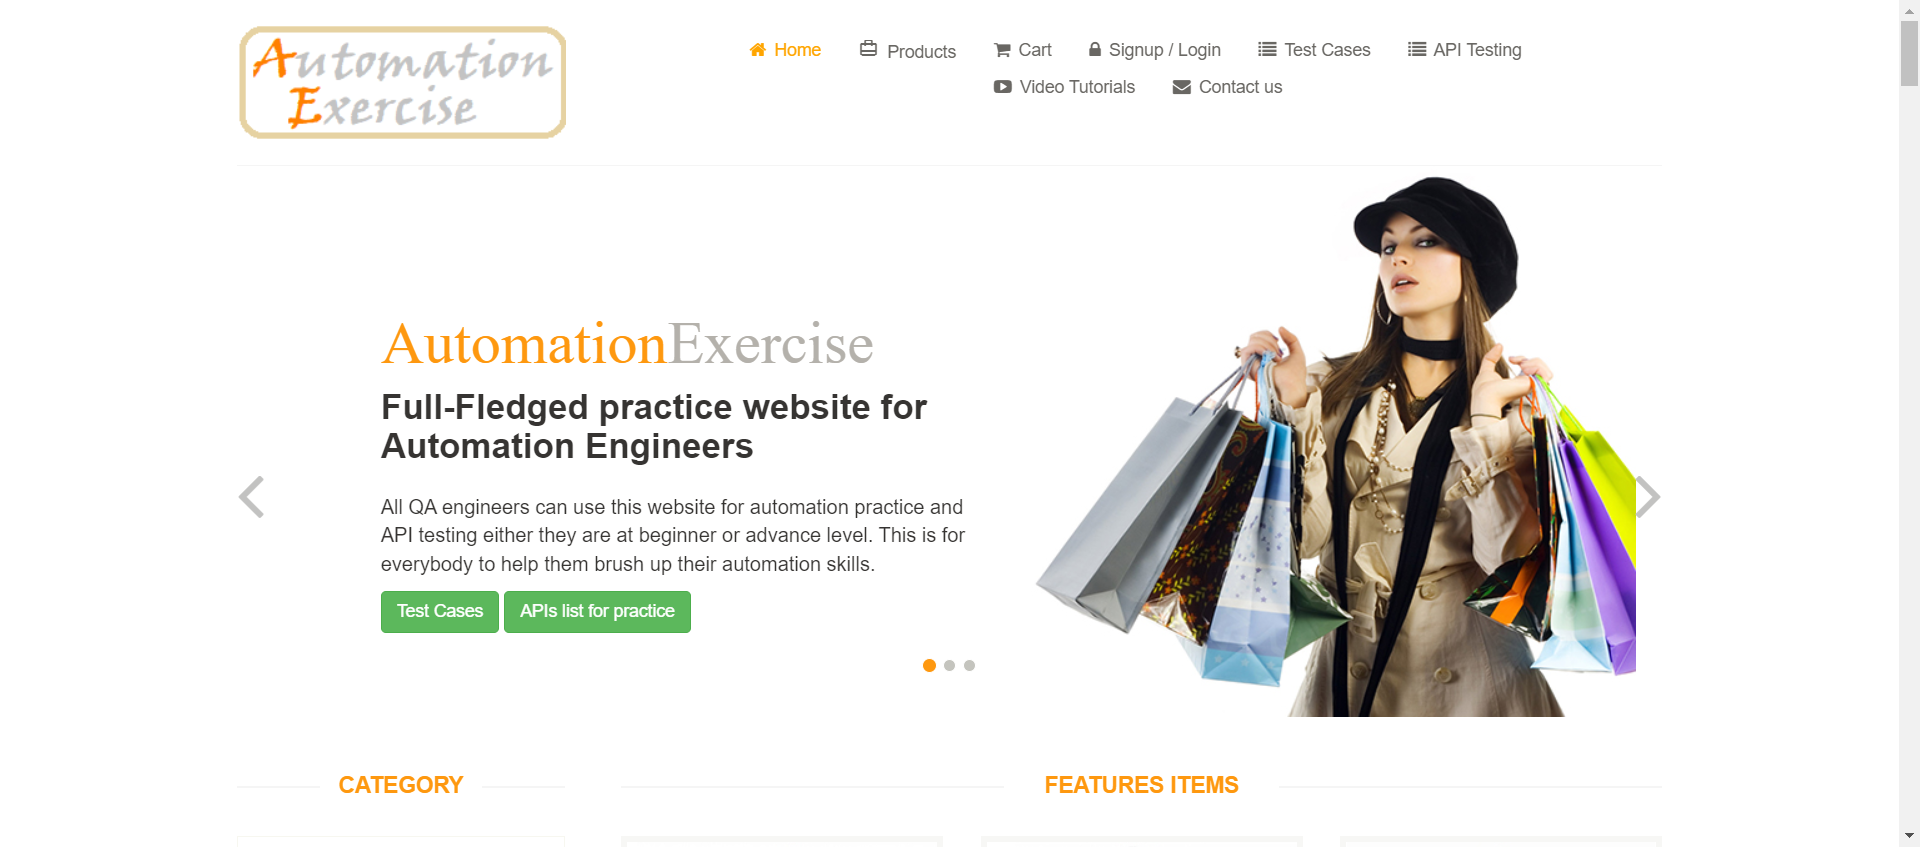 Automation
Exercise
Home
Products
Cart
Signup / Login
Test Cases
API Testing
Video Tutorials
Contact us
AutomationExercise
Full-Fledged practice website for
Automation Engineers
All QA engineers can use this website for automation practice and
API testing either they are at beginner or advance level. This is for
everybody to help them brush up their automation skills.
Test Cases
APIs list for practice
CATEGORY
FEATURES ITEMS